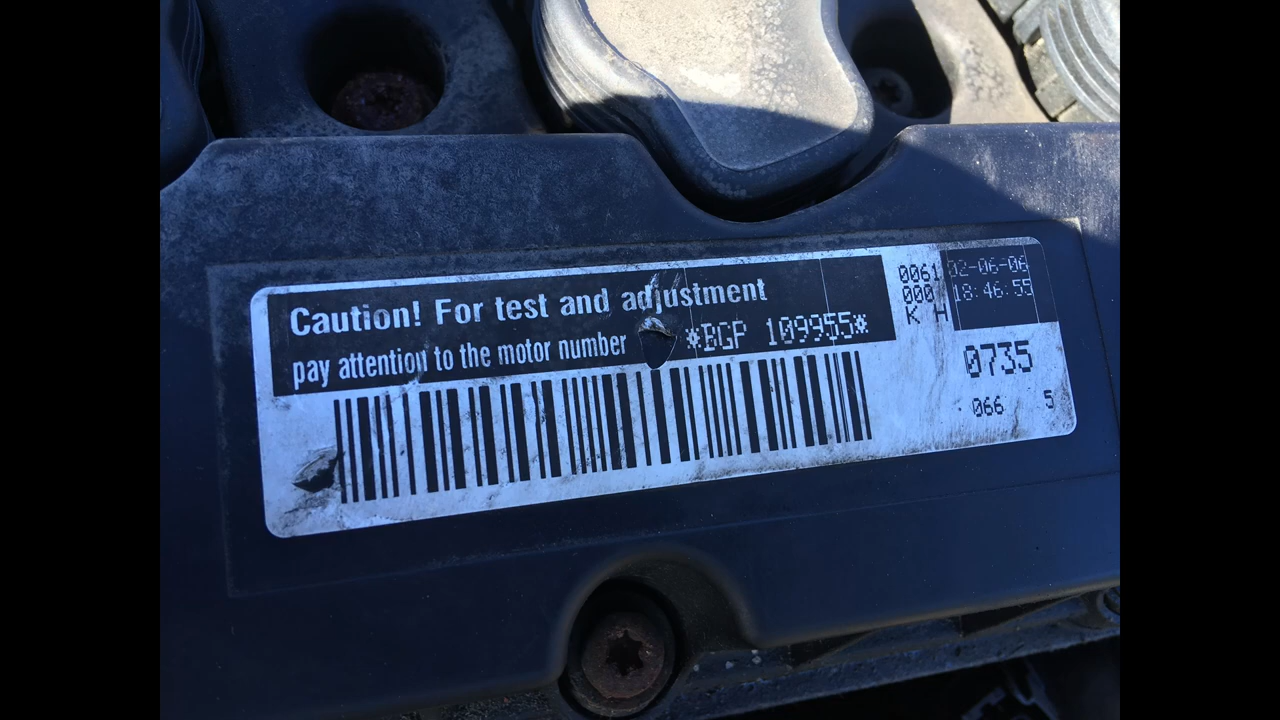 Caution! For test and adjustment
pay attention to the motor number *BGP 109955*
0061
0007
K H
02-06-06
18:46:55
0735
066 5